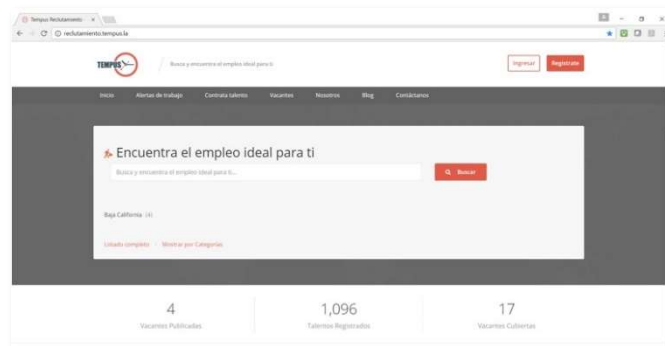 Tempus Reclutamiento -
reclutamiento.tempus.la
TEMPUS
Busca y encuentra el empleo ideal para ti
Ingresar
Regístrate
Inicio Alertas de trabajo Contrata talento Vacantes Nosotros Blog Contáctanos
Encuentra el empleo ideal para ti
Busca y encuentra el empleo ideal para ti...
Buscar
Baja California (4)
Listado completo Mostrar por Categorías
4 1,096 17
Vacantes Publicadas Talentos Registrados Vacantes Cubiertas